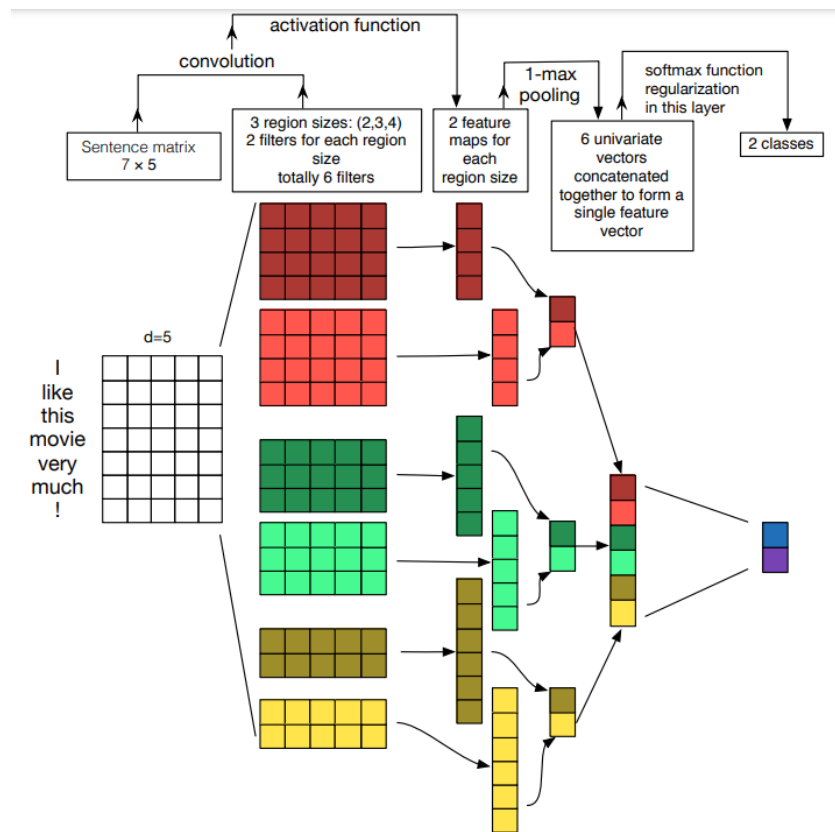 activation function
convolution
1-max
pooling
softmax function
regularization
in this layer
Sentence matrix
7 × 5
3 region sizes: (2,3,4)
2 filters for each region
size
totally 6 filters
2 feature
maps for
each
region size
6 univariate
vectors
concatenated
together to form a
single feature
vector
2 classes
d=5
I
like
this
movie
very
much
!